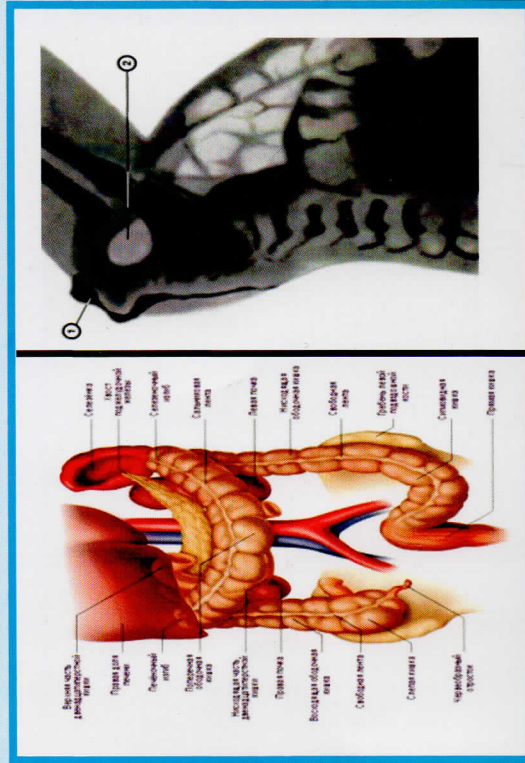 1
2
Селезенка
Хвост
поджелудочной
железы
Селезеночный
изгиб
Сальниковая
лента
Левая почка
Нисходящая
ободочная кишка
Свободная
лента
Гребень левой
подвздошной
кости
Сигмовидная
кишка
Прямая кишка
Верхняя часть
двенадцатиперстной
кишки
Правая доля
печени
Печеночный
изгиб
Поперечная
ободочная
кишка
Нисходящая часть
двенадцатиперстной
кишки
Правая почка
Восходящая ободочная
кишка
Свободная лента
Слепая кишка
Червеобразный
отросток